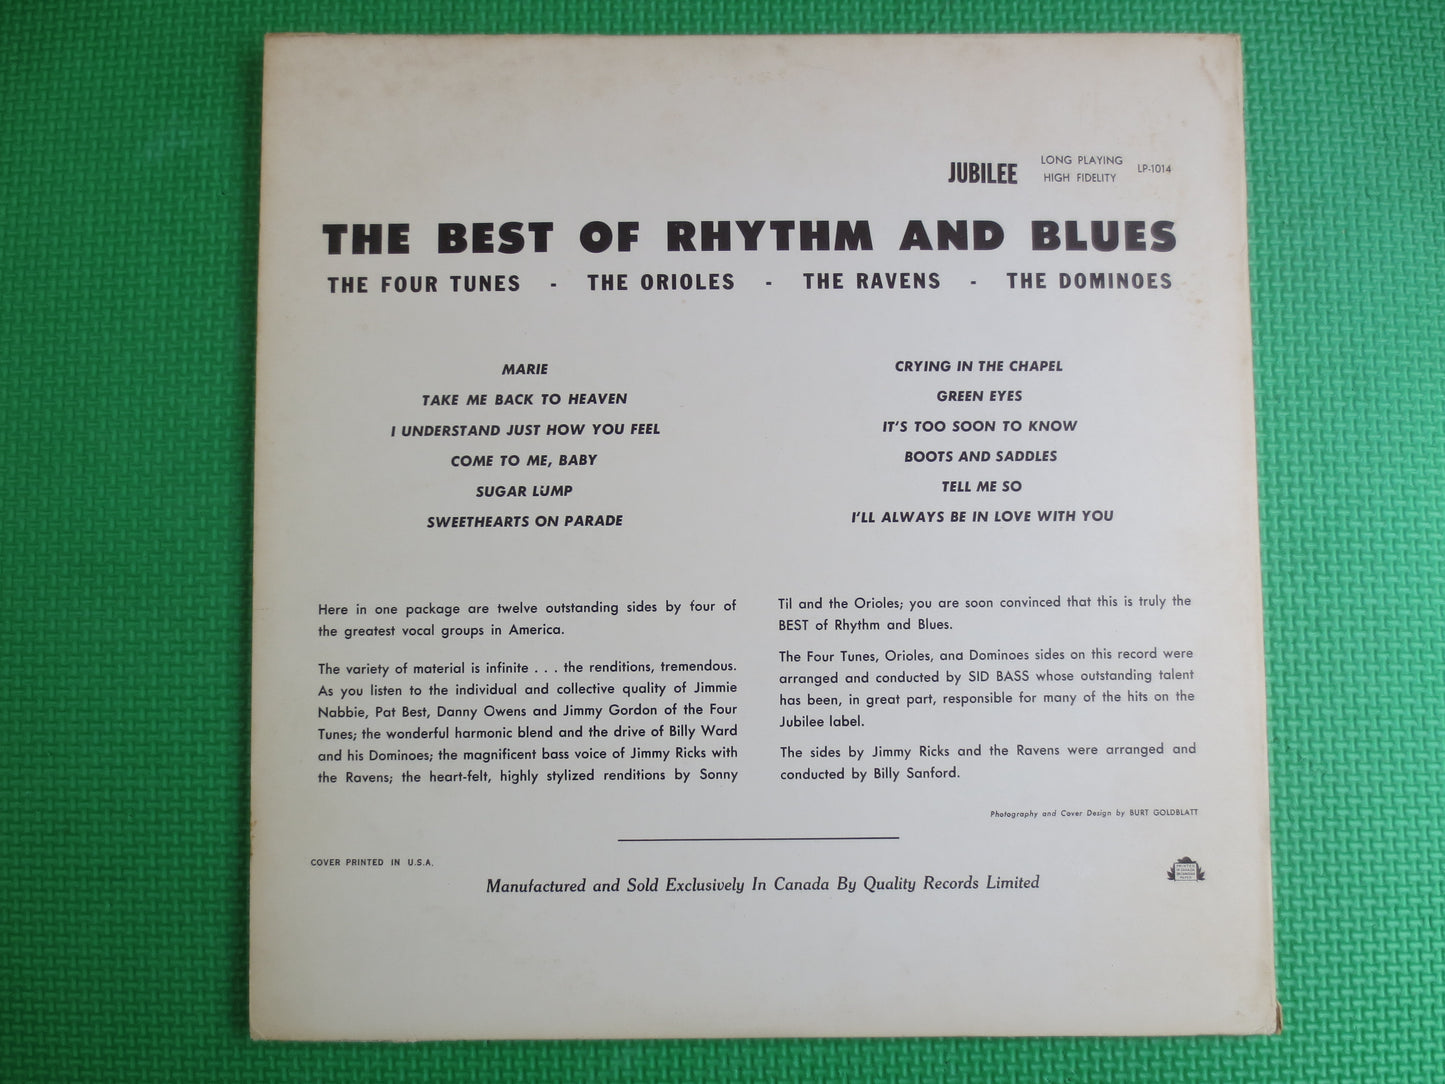 JUBILEE
LONG PLAYING
HIGH FIDELITY
LP-1014
THE BEST OF RHYTHM AND BLUES
THE FOUR TUNES - THE ORIOLES - THE RAVENS - THE DOMINOES
MARIE
TAKE ME BACK TO HEAVEN
I UNDERSTAND JUST HOW YOU FEEL
COME TO ME, BABY
SUGAR LUMP
SWEETHEARTS ON PARADE
CRYING IN THE CHAPEL
GREEN EYES
IT'S TOO SOON TO KNOW
BOOTS AND SADDLES
TELL ME SO
I'LL ALWAYS BE IN LOVE WITH YOU
Here in one package are twelve outstanding sides by four of
the greatest vocal groups in America.
The variety of material is infinite . . . the renditions, tremendous.
As you listen to the individual and collective quality of Jimmie
Nabbie, Pat Best, Danny Owens and Jimmy Gordon of the Four
Tunes; the wonderful harmonic blend and the drive of Billy Ward
and his Dominoes; the magnificent bass voice of Jimmy Ricks with
the Ravens; the heart-felt, highly stylized renditions by Sonny
Til and the Orioles; you are soon convinced that this is truly the
BEST of Rhythm and Blues.
The Four Tunes, Orioles, and Dominoes sides on this record were
arranged and conducted by SID BASS whose outstanding talent
has been, in great part, responsible for many of the hits on the
Jubilee label.
The sides by Jimmy Ricks and the Ravens were arranged and
conducted by Billy Sanford.
Photography and Cover Design by BURT GOLDBLATT
COVER PRINTED IN U.S.A.
Manufactured and Sold Exclusively In Canada By Quality Records Limited
PRINTED
IN CANADA
ON CANADIAN
PAPER